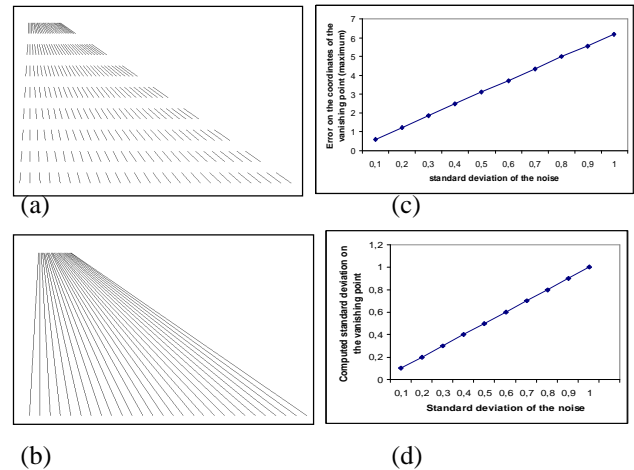 7
6
5
4
3
2
1
0
Error on the coordinates of the
vanishing point (maximum)
0,1 0,2 0,3 0,4 0,5 0,6 0,7 0,8 0,9 1
standard deviation of the noise
(a)
(c)
1,2
1
0,8
0,6
0,4
0,2
0
Computed standard deviation on
the vanishing point
0,1 0,2 0,3 0,4 0,5 0,6 0,7 0,8 0,9 1
Standard deviation of the noise
(b)
(d)